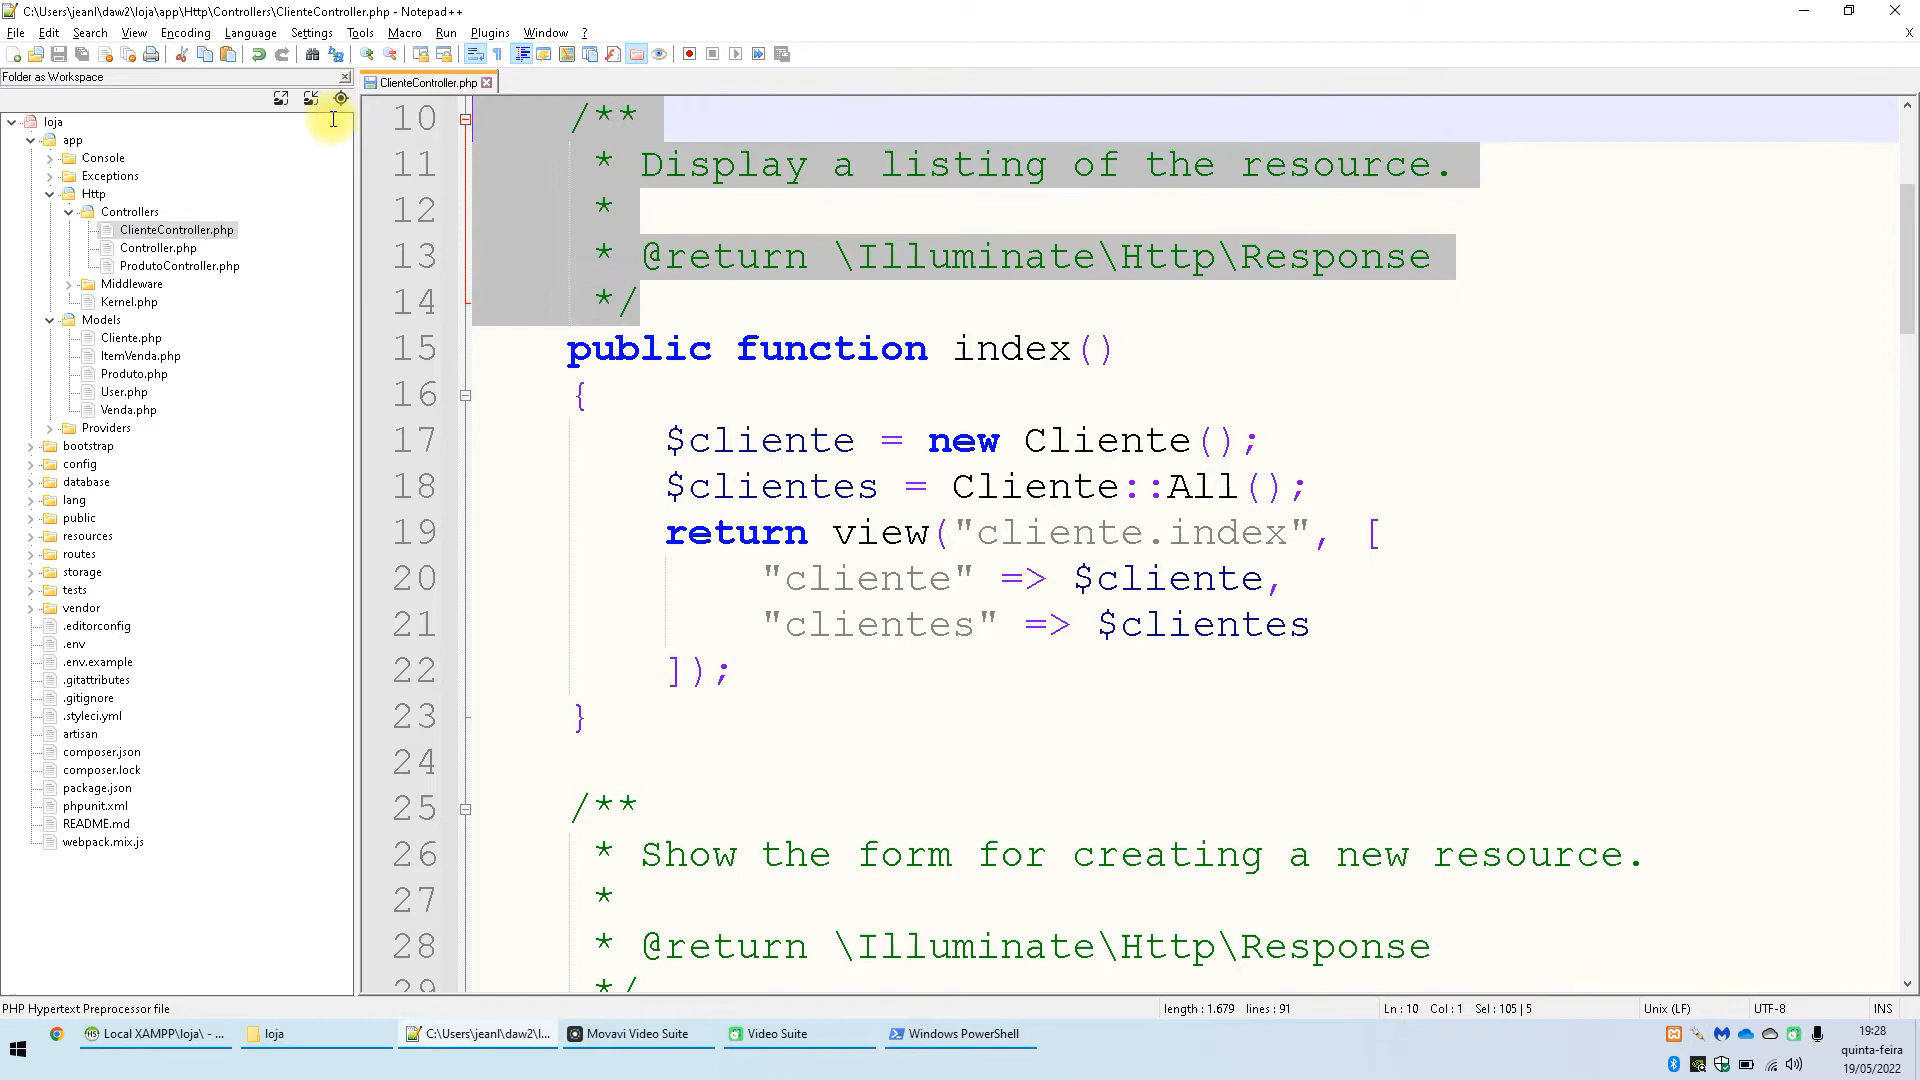 C:\Users\jeanl\daw2\loja\app\Http\Controllers\ClienteController.php - Notepad++
File Edit Search View Encoding Language Settings Tools Macro Run Plugins Window ? X
Folder as Workspace
ClienteController.php
loja
app
Console
Exceptions
Http
Controllers
ClienteController.php
Controller.php
ProdutoController.php
Middleware
Kernel.php
Models
Cliente.php
ItemVenda.php
Produto.php
User.php
Venda.php
Providers
bootstrap
config
database
lang
public
resources
routes
storage
tests
vendor
.editorconfig
.env
.env.example
.gitattributes
.gitignore
.styleci.yml
artisan
composer.json
composer.lock
package.json
phpunit.xml
README.md
webpack.mix.js
10 /**
11 * Display a listing of the resource.
12 *
13 * @return \Illuminate\Http\Response
14 */
15 public function index()
16 {
17 $cliente = new Cliente();
18 $clientes = Cliente::All();
19 return view("cliente.index", [
20 "cliente" => $cliente,
21 "clientes" => $clientes
22 ]);
23 }
24
25 /**
26 * Show the form for creating a new resource.
27 *
28 * @return \Illuminate\Http\Response
29 */
PHP Hypertext Preprocessor file length : 1.679 lines : 91 Ln : 10 Col : 1 Sel : 105 | 5 Unix (LF) UTF-8 INS
Local XAMPP\loja\ - ... loja C:\Users\jeanl\daw2\l... Movavi Video Suite Video Suite Windows PowerShell
19:28
quinta-feira
19/05/2022